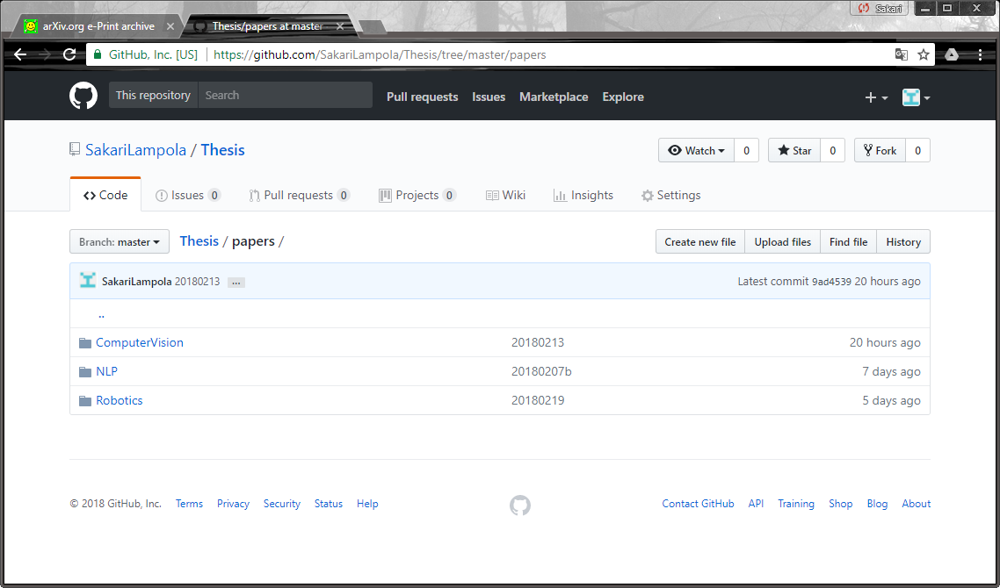 Sakari
arXiv.org e-Print archive
Thesis/papers at master
GitHub, Inc. [US] https://github.com/SakariLampola/Thesis/tree/master/papers
This repository Search Pull requests Issues Marketplace Explore
SakariLampola / Thesis Watch 0 Star 0 Fork 0
Code Issues 0 Pull requests 0 Projects 0 Wiki Insights Settings
Branch: master Thesis / papers / Create new file Upload files Find file History
SakariLampola 20180213 ... Latest commit 9ad4539 20 hours ago
..
ComputerVision 20180213 20 hours ago
NLP 20180207b 7 days ago
Robotics 20180219 5 days ago
© 2018 GitHub, Inc. Terms Privacy Security Status Help Contact GitHub API Training Shop Blog About